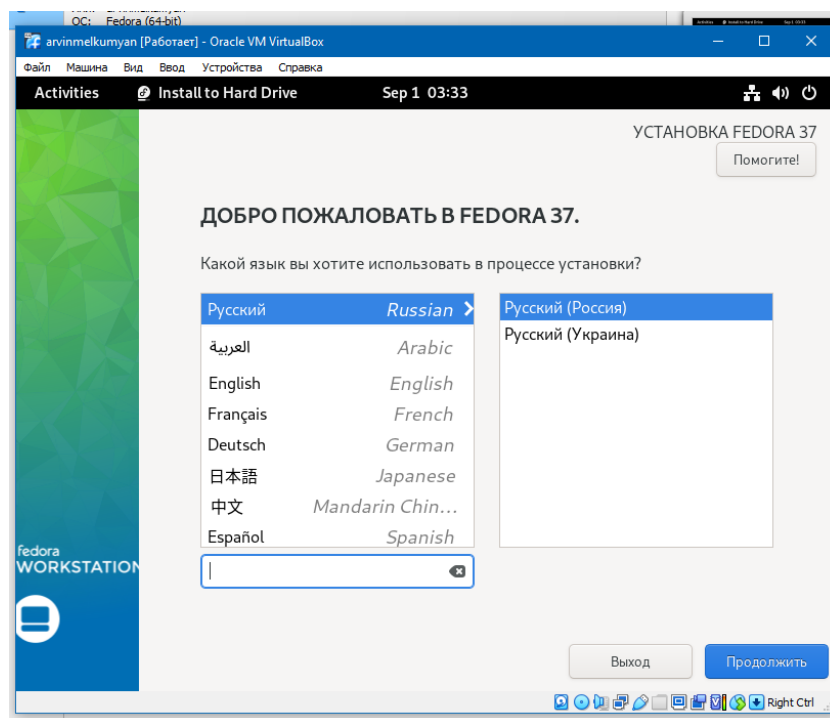 ОС: Fedora (64-bit)
arvinmelkumyan [Работает] - Oracle VM VirtualBox
Файл Машина Вид Ввод Устройства Справка
Activities Install to Hard Drive Sep 1 03:33
УСТАНОВКА FEDORA 37
Помогите!
ДОБРО ПОЖАЛОВАТЬ В FEDORA 37.
Какой язык вы хотите использовать в процессе установки?
Русский Russian
العربية Arabic
English English
Français French
Deutsch German
日本語 Japanese
中文 Mandarin Chin...
Español Spanish
Русский (Россия)
Русский (Украина)
fedora
WORKSTATION
Выход Продолжить
Right Ctrl